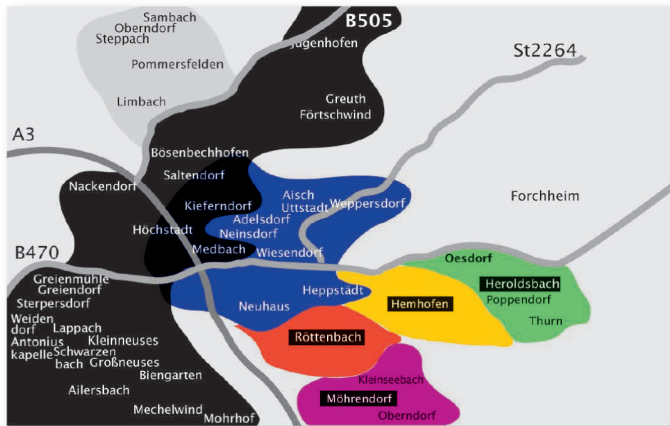 Sambach
Oberndorf
Steppach
Pommersfelden
Limbach
B505
Jugenhofen
Greuth
Förtschwind
St2264
A3
Bösenbechhofen
Saltendorf
Nackendorf
Kieferndorf
Höchstadt
Medbach
Aisch
Uttstadt
Weppersdorf
Adelsdorf
Neinsdorf
Wiesendorf
Forchheim
B470
Oesdorf
Heroldsbach
Poppendorf
Thurn
Heppstädt
Neuhaus
Hemhofen
Röttenbach
Kleinseebach
Möhrendorf
Oberndorf
Greienmühle
Greiendorf
Sterpersdorf
Weiden
dorf
Lappach
Antonius
kapelle
Kleinneuses
Schwarzen
bach
Großneuses
Biengarten
Ailersbach
Mechelwind
Mohrhof